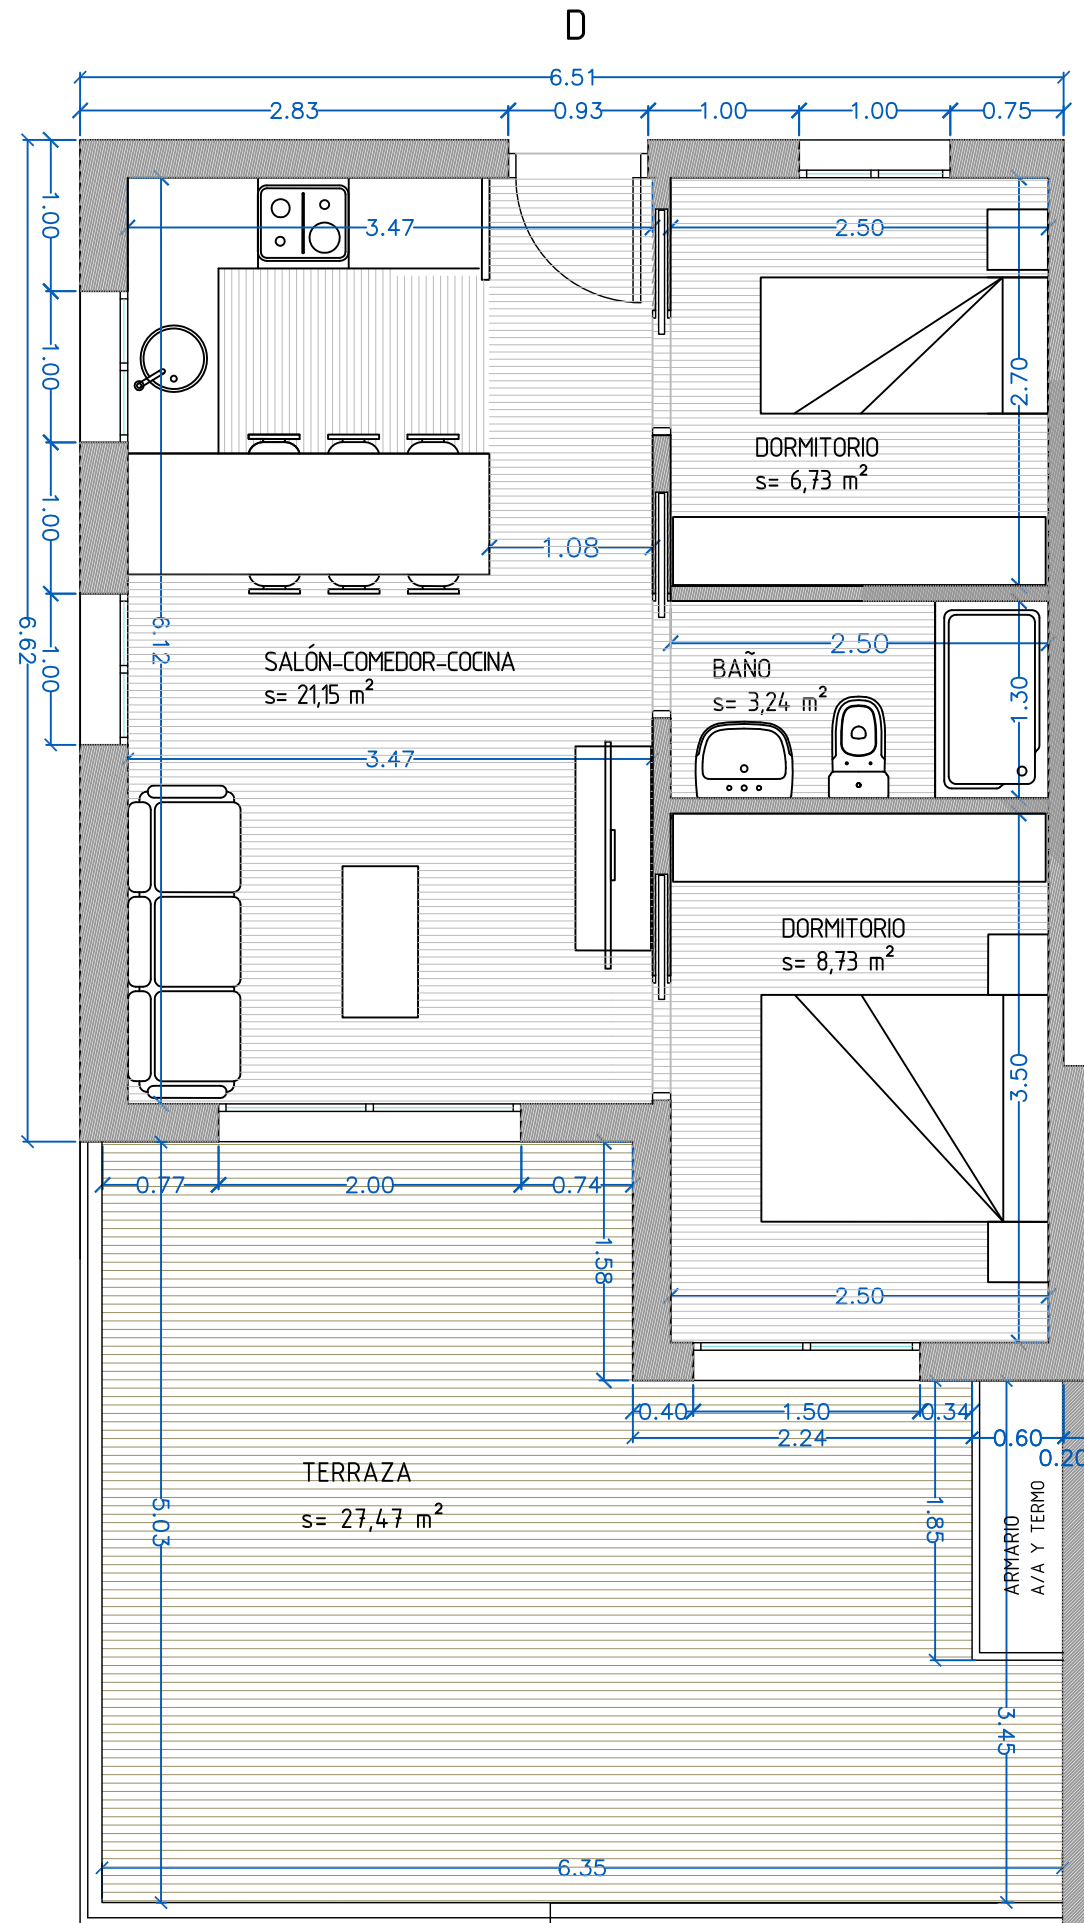 D
6.51
2.83
0.93
1.00
1.00
0.75
1.00
3.47
2.50
1.00
2.70
DORMITORIO
s= 6,73 m²
1.00
1.08
6.62
1.00
6.12
SALÓN-COMEDOR-COCINA
s= 21,15 m²
2.50
BAÑO
s= 3,24 m²
1.30
3.47
DORMITORIO
s= 8,73 m²
3.50
0.77
2.00
0.74
1.58
2.50
0.40
1.50
0.34
2.24
0.60
0.20
TERRAZA
s= 27,47 m²
5.03
1.85
ARMARIO
A/A Y TERMO
3.45
6.35